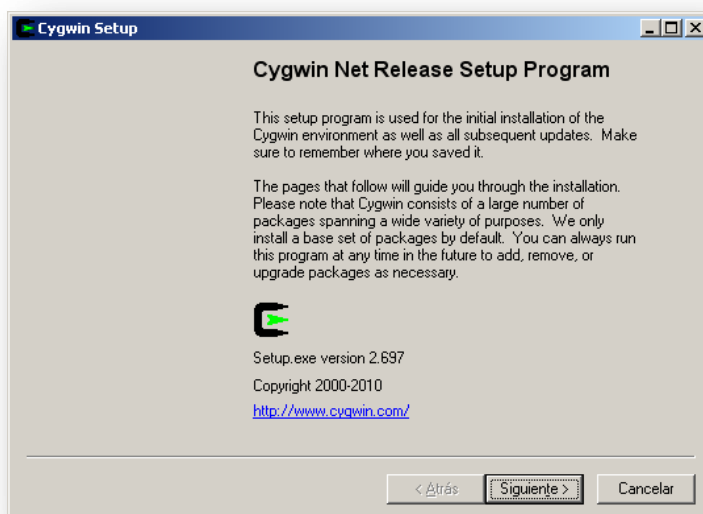 Cygwin Setup
Cygwin Net Release Setup Program
This setup program is used for the initial installation of the
Cygwin environment as well as all subsequent updates.  Make
sure to remember where you saved it.
The pages that follow will guide you through the installation.
Please note that Cygwin consists of a large number of
packages spanning a wide variety of purposes.  We only
install a base set of packages by default.  You can always run
this program at any time in the future to add, remove, or
upgrade packages as necessary.
Setup.exe version 2.697
Copyright 2000-2010
http://www.cygwin.com/
< Atrás   Siguiente >   Cancelar